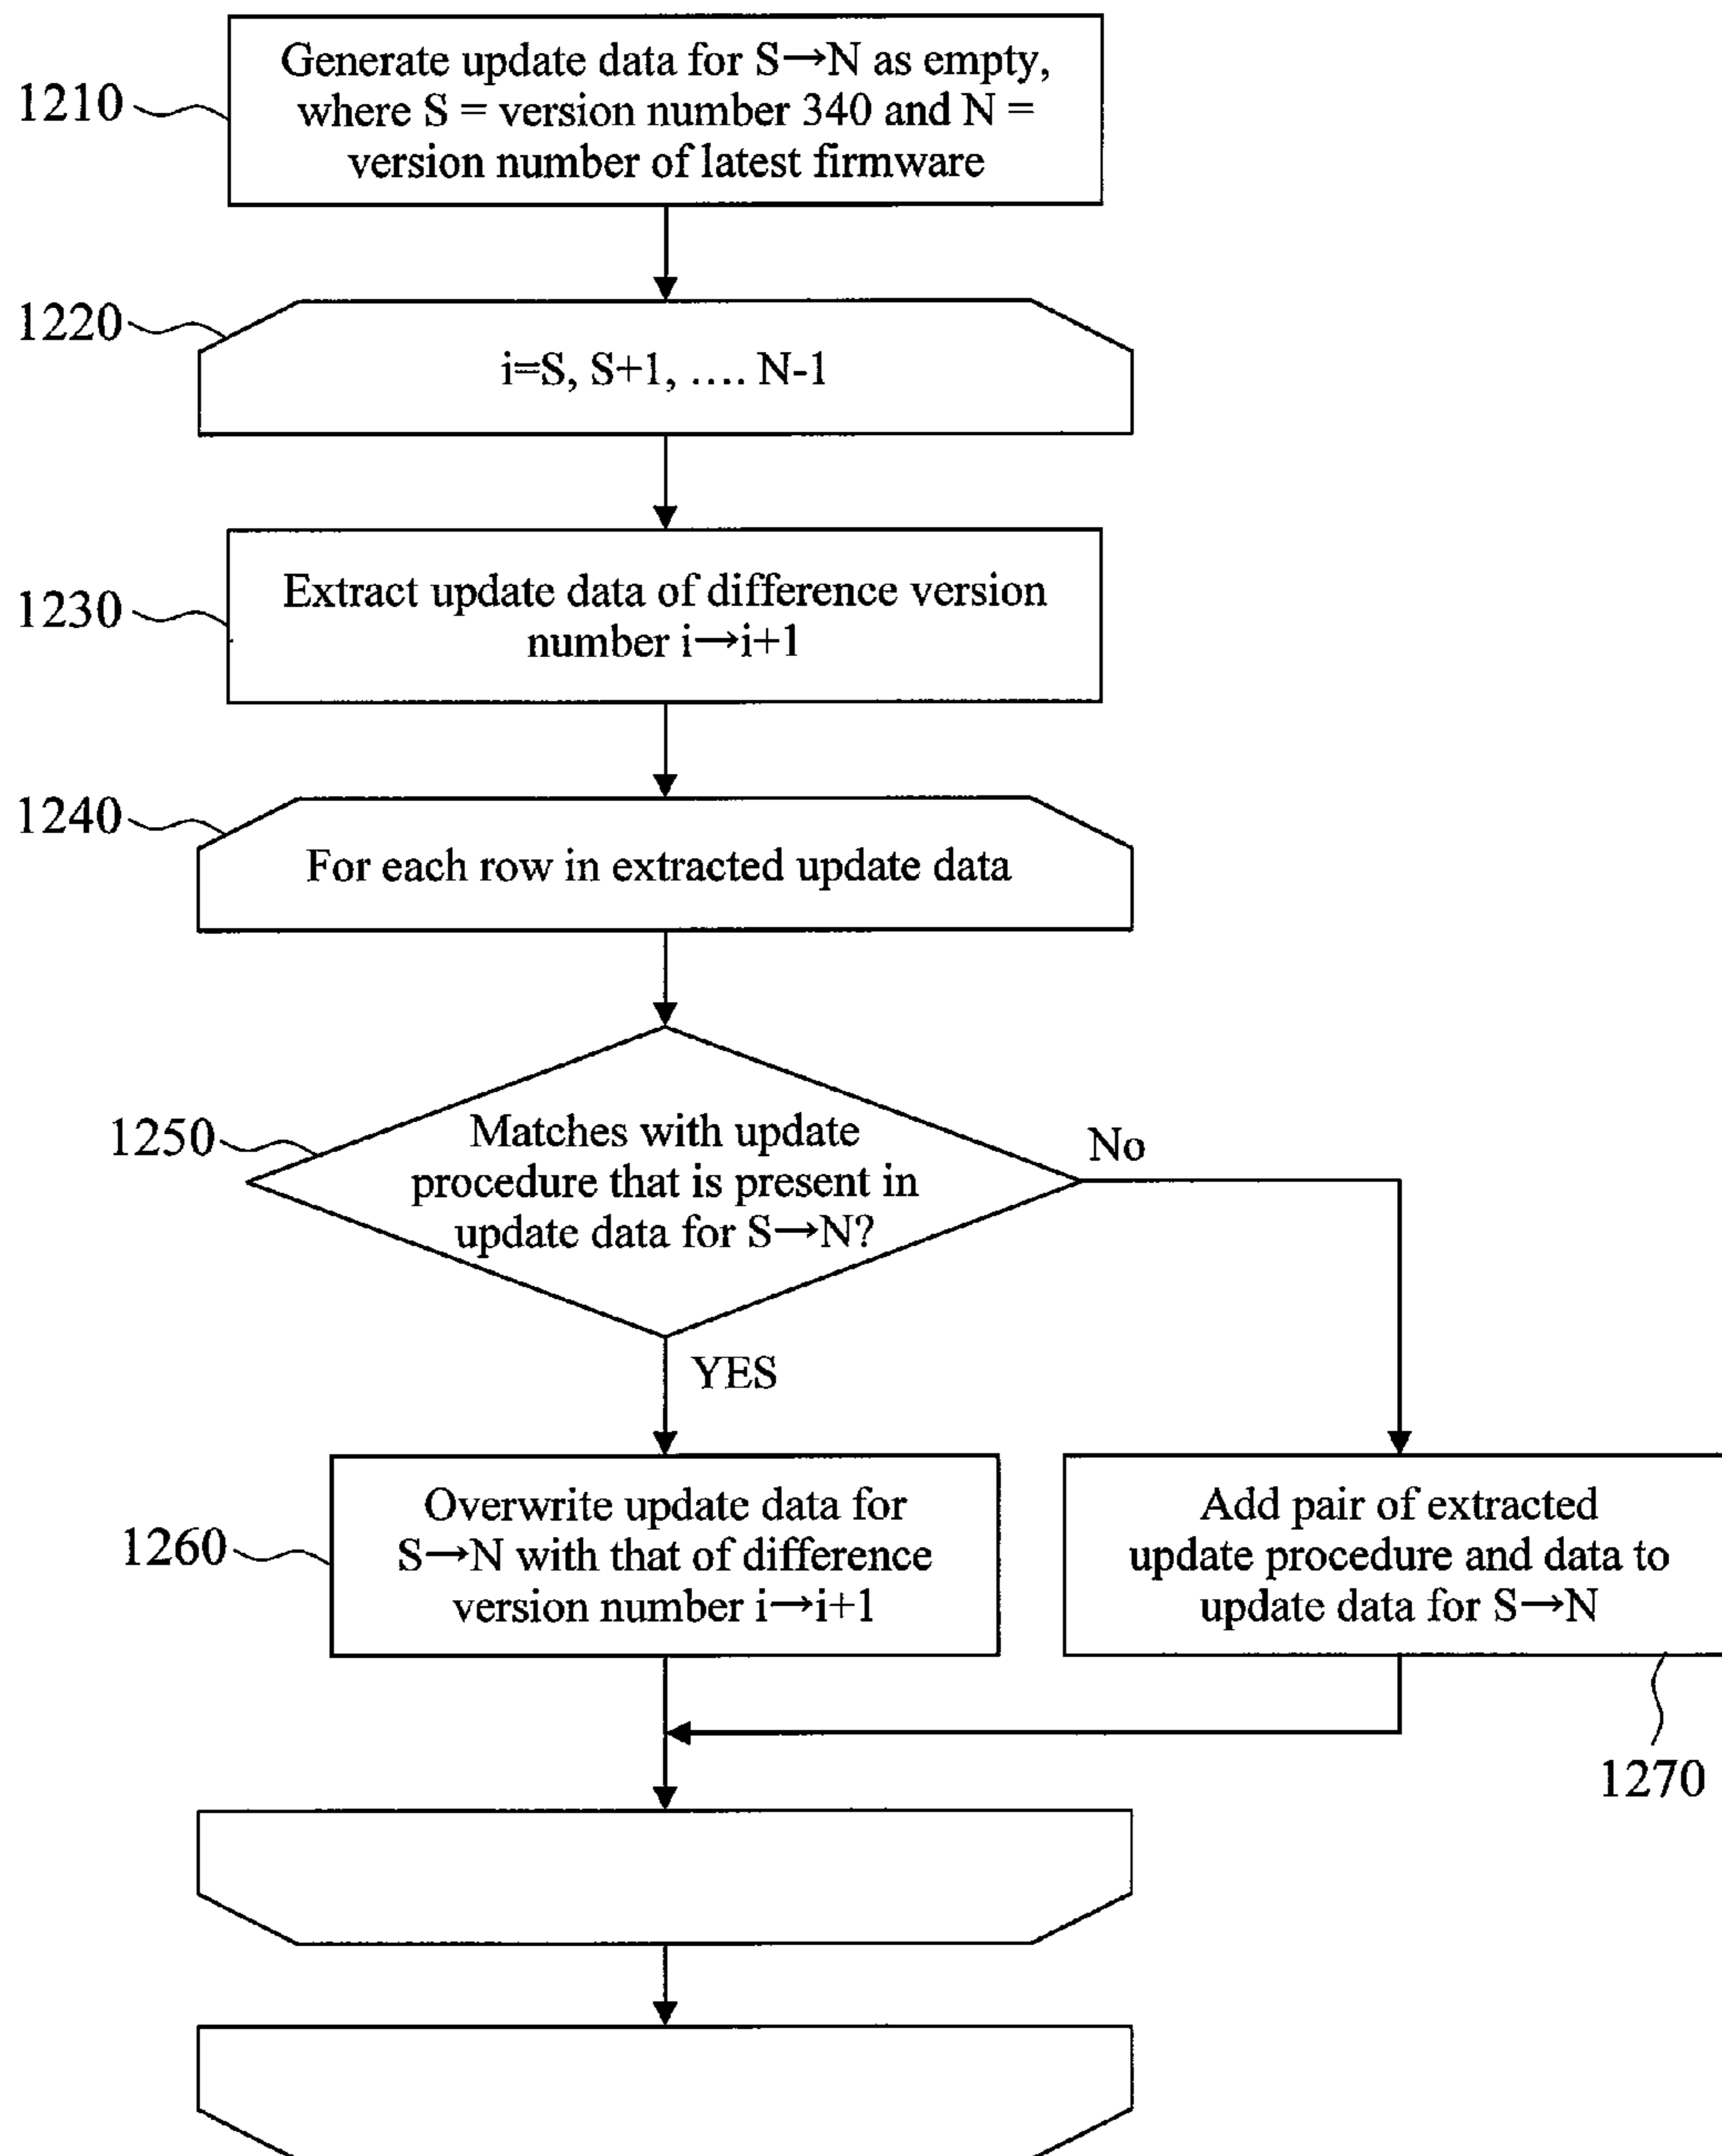 1210
Generate update data for S→N as empty,
where S = version number 340 and N =
version number of latest firmware
1220
i=S, S+1, .... N-1
1230
Extract update data of difference version
number i→i+1
1240
For each row in extracted update data
1250
Matches with update
procedure that is present in
update data for S→N?
No
YES
1260
Overwrite update data for
S→N with that of difference
version number i→i+1
Add pair of extracted
update procedure and data to
update data for S→N
1270